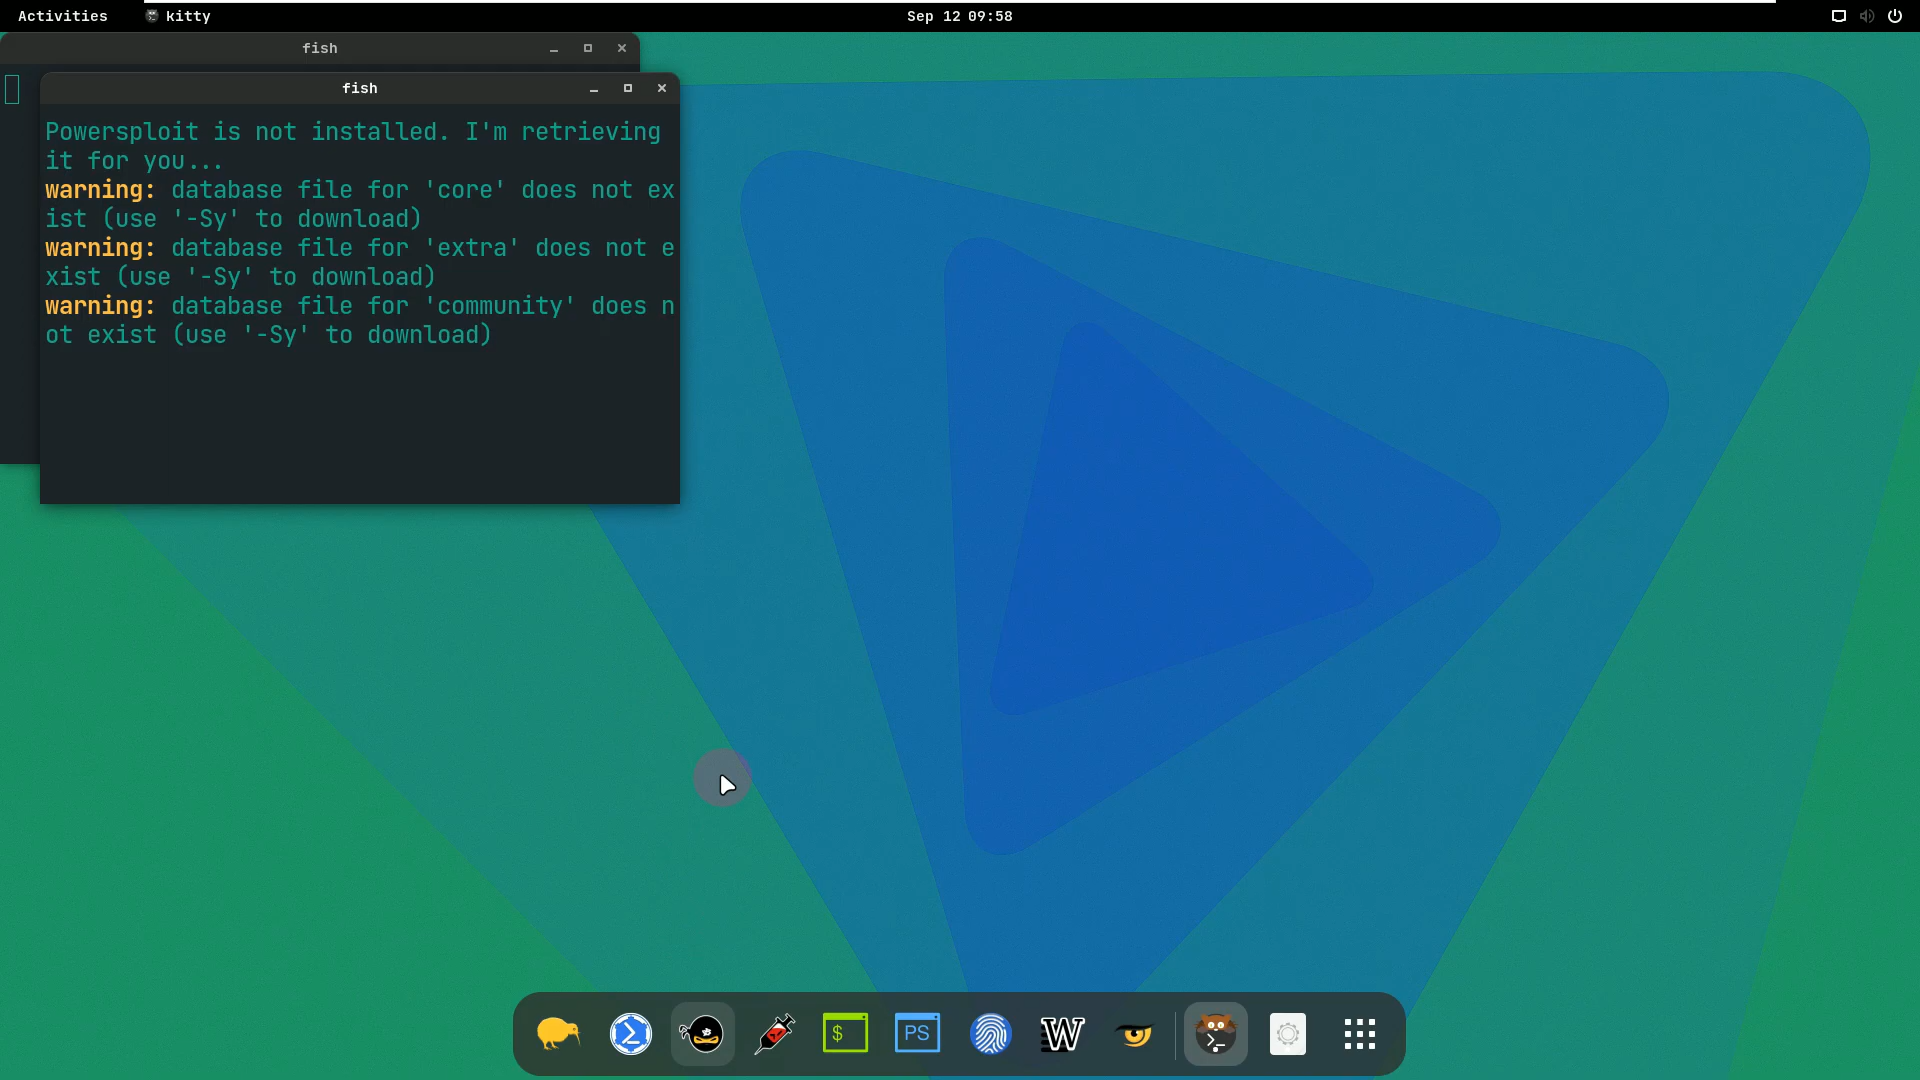 Activities
kitty
Sep 12 09:58
fish
fish
Powersploit is not installed. I'm retrieving
it for you...
warning: database file for 'core' does not ex
ist (use '-Sy' to download)
warning: database file for 'extra' does not e
xist (use '-Sy' to download)
warning: database file for 'community' does n
ot exist (use '-Sy' to download)
$
PS
W